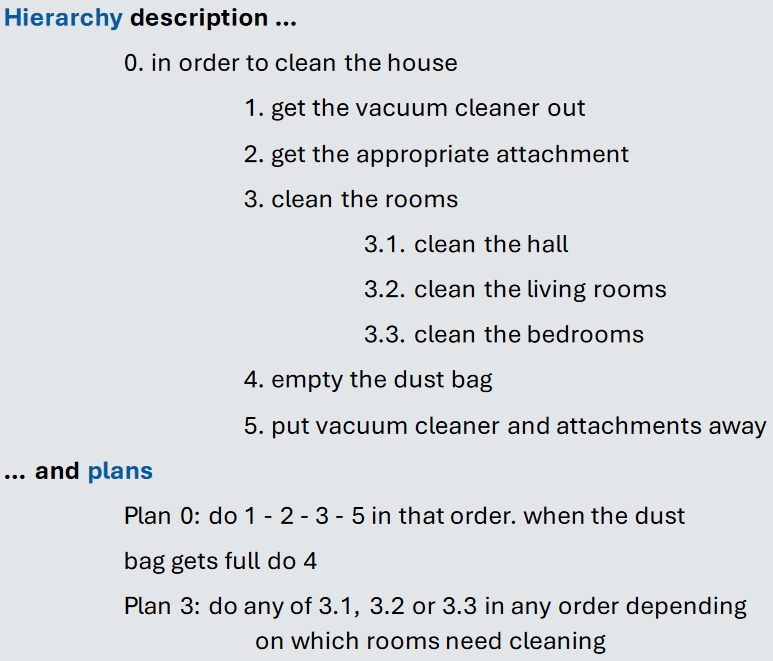 Hierarchy description ...
0. in order to clean the house
1. get the vacuum cleaner out
2. get the appropriate attachment
3. clean the rooms
3.1. clean the hall
3.2. clean the living rooms
3.3. clean the bedrooms
4. empty the dust bag
5. put vacuum cleaner and attachments away
... and plans
Plan 0: do 1 - 2 - 3 - 5 in that order. when the dust
bag gets full do 4
Plan 3: do any of 3.1, 3.2 or 3.3 in any order depending
on which rooms need cleaning